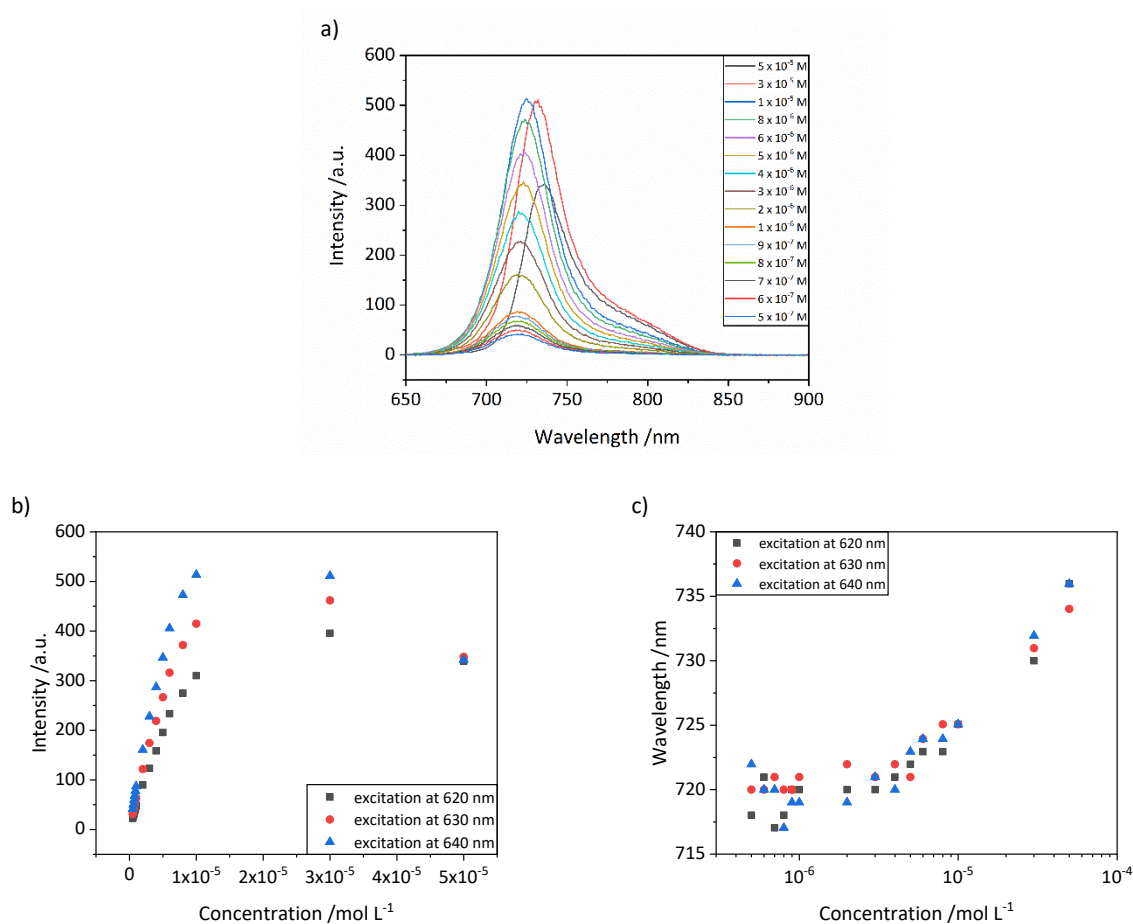 a)
600
500
400
300
200
100
0
650 700 750 800 850 900
Intensity /a.u.
Wavelength /nm
5 x 10⁻⁵ M
3 x 10⁻⁵ M
1 x 10⁻⁵ M
8 x 10⁻⁶ M
6 x 10⁻⁶ M
5 x 10⁻⁶ M
4 x 10⁻⁶ M
3 x 10⁻⁶ M
2 x 10⁻⁶ M
1 x 10⁻⁶ M
9 x 10⁻⁷ M
8 x 10⁻⁷ M
7 x 10⁻⁷ M
6 x 10⁻⁷ M
5 x 10⁻⁷ M
b)
600
500
400
300
200
100
0
0 1x10⁻⁵ 2x10⁻⁵ 3x10⁻⁵ 4x10⁻⁵ 5x10⁻⁵
Intensity /a.u.
Concentration /mol L⁻¹
excitation at 620 nm
excitation at 630 nm
excitation at 640 nm
c)
740
735
730
725
720
715
10⁻⁶ 10⁻⁵ 10⁻⁴
Wavelength /nm
Concentration /mol L⁻¹
excitation at 620 nm
excitation at 630 nm
excitation at 640 nm